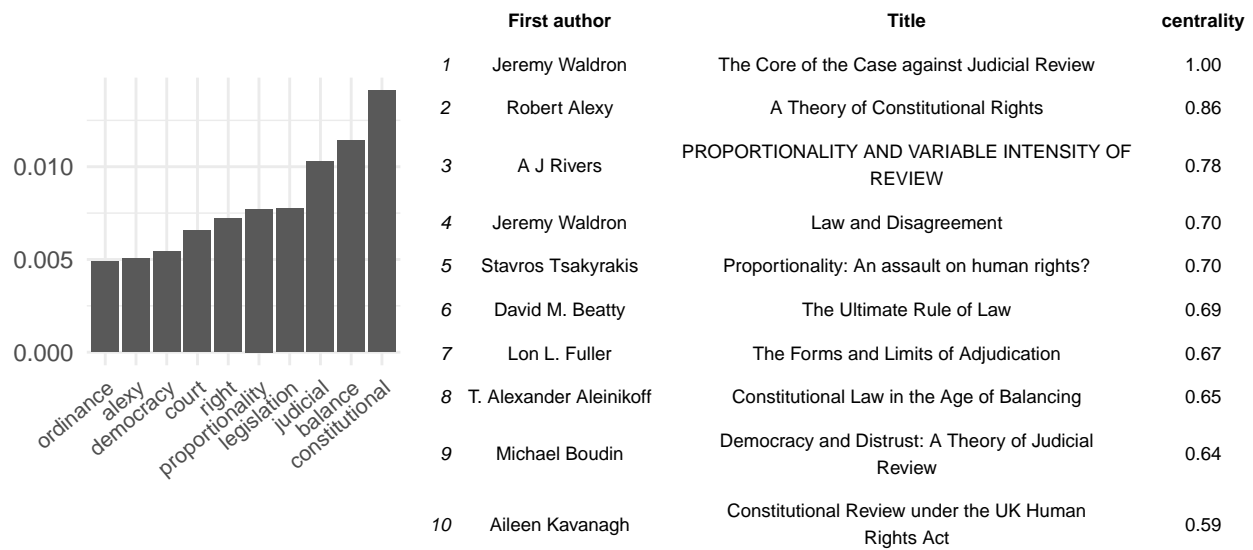 0.010
0.005
0.000
ordinance
alexy
democracy
court
right
proportionality
legislation
judicial
balance
constitutional
First author Title centrality
1 Jeremy Waldron The Core of the Case against Judicial Review 1.00
2 Robert Alexy A Theory of Constitutional Rights 0.86
3 A J Rivers PROPORTIONALITY AND VARIABLE INTENSITY OF
REVIEW 0.78
4 Jeremy Waldron Law and Disagreement 0.70
5 Stavros Tsakyrakis Proportionality: An assault on human rights? 0.70
6 David M. Beatty The Ultimate Rule of Law 0.69
7 Lon L. Fuller The Forms and Limits of Adjudication 0.67
8 T. Alexander Aleinikoff Constitutional Law in the Age of Balancing 0.65
9 Michael Boudin Democracy and Distrust: A Theory of Judicial
Review 0.64
10 Aileen Kavanagh Constitutional Review under the UK Human
Rights Act 0.59